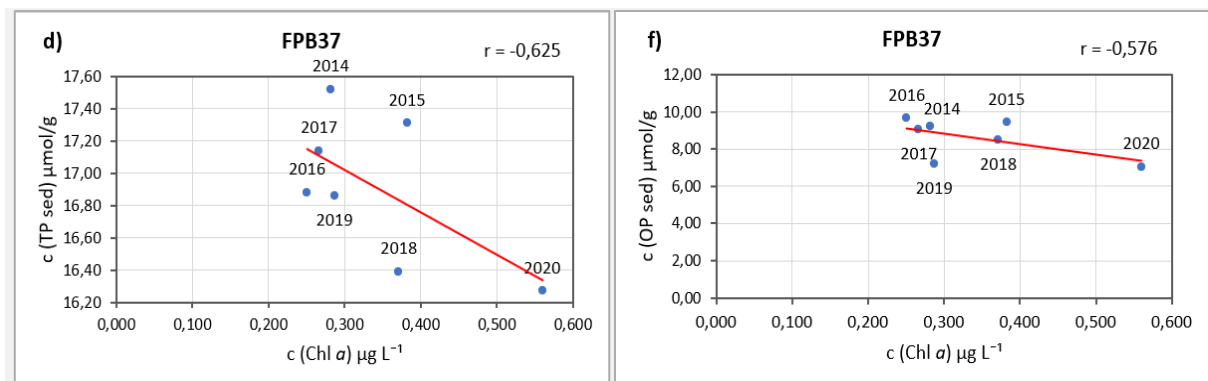 d)
FPB37
r = -0,625
17,60
17,40
17,20
17,00
16,80
16,60
16,40
16,20
c (TP sed) µmol/g
2014
2015
2017
2016
2019
2018
2020
0,000 0,100 0,200 0,300 0,400 0,500 0,600
c (Chl a) µg L⁻¹
f)
FPB37
r = -0,576
12,00
10,00
8,00
6,00
4,00
2,00
0,00
c (OP sed) µmol/g
2016
2014
2015
2017
2018
2020
2019
0,000 0,100 0,200 0,300 0,400 0,500 0,600
c (Chl a) µg L⁻¹